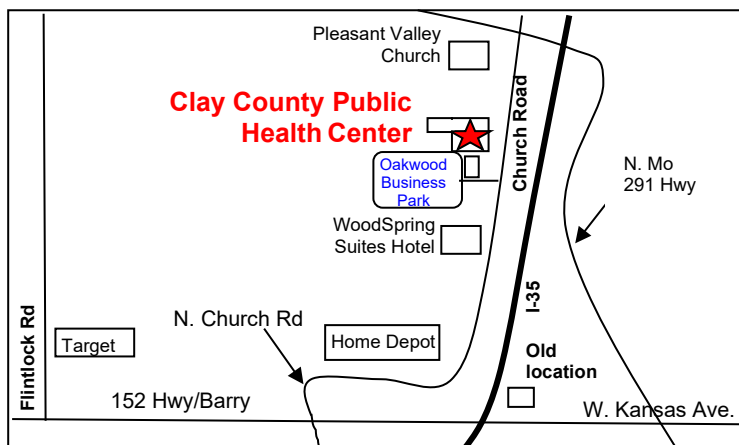 Pleasant Valley
Church
Clay County Public
Health Center
Church Road
Oakwood
Business
Park
N. Mo
291 Hwy
WoodSpring
Suites Hotel
I-35
Flintlock Rd
N. Church Rd
Target
Home Depot
Old
location
152 Hwy/Barry
W. Kansas Ave.